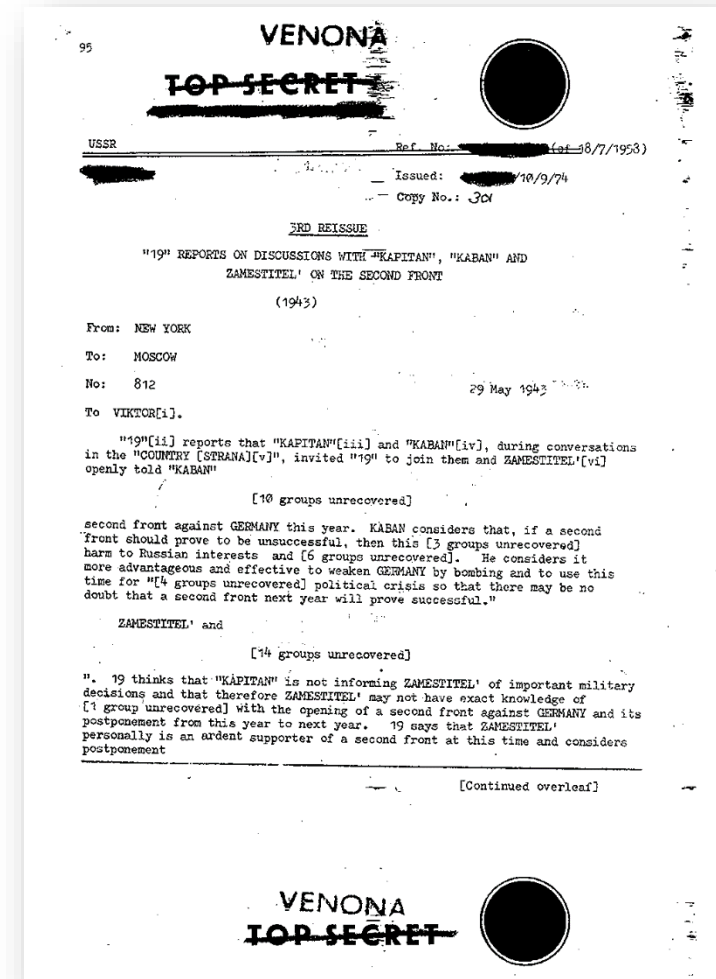 95
VENONA
TOP SECRET
USSR
Ref. No: (of 18/7/1953)
Issued: /10/9/74
Copy No.: 301
3RD REISSUE
"19" REPORTS ON DISCUSSIONS WITH "KAPITAN", "KABAN" AND
ZAMESTITEL' ON THE SECOND FRONT
(1943)
From: NEW YORK
To: MOSCOW
No: 812
29 May 1943
To VIKTOR[i].
"19"[ii] reports that "KAPITAN"[iii] and "KABAN"[iv], during conversations
in the "COUNTRY [STRANA][v]", invited "19" to join them and ZAMESTITEL'[vi]
openly told "KABAN"
[10 groups unrecovered]
second front against GERMANY this year. KABAN considers that, if a second
front should prove to be unsuccessful, then this [3 groups unrecovered]
harm to Russian interests and [6 groups unrecovered]. He considers it
more advantageous and effective to weaken GERMANY by bombing and to use this
time for "[4 groups unrecovered] political crisis so that there may be no
doubt that a second front next year will prove successful."
ZAMESTITEL' and
[14 groups unrecovered]
". 19 thinks that "KAPITAN" is not informing ZAMESTITEL' of important military
decisions and that therefore ZAMESTITEL' may not have exact knowledge of
[1 group unrecovered] with the opening of a second front against GERMANY and its
postponement from this year to next year. 19 says that ZAMESTITEL'
personally is an ardent supporter of a second front at this time and considers
postponement
[Continued overleaf]
VENONA
TOP SECRET